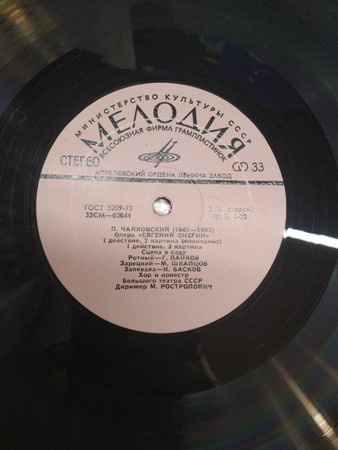 МИНИСТЕРСТВО КУЛЬТУРЫ СССР
МЕЛОДИЯ
ВСЕСОЮЗНАЯ ФИРМА ГРАМПЛАСТИНОК
СТЕРЕО
33
АПРЕЛЕВСКИЙ ОРДЕНА ЛЕНИНА ЗАВОД
ГОСТ 5289-73
33СМ—02041
П. ЧАЙКОВСКИЙ (1840—1893)
Опера «ЕВГЕНИЙ ОНЕГИН»
1 действие, 2 картина (окончание)
1 действие, 3 картина
Сцена в саду
Ротный—Г. ПАНКОВ
Зарецкий—М. ШКАПЦОВ
Запевала—К. БАСКОВ
Хор и оркестр
Большого театра СССР
Дирижер М. РОСТРОПОВИЧ